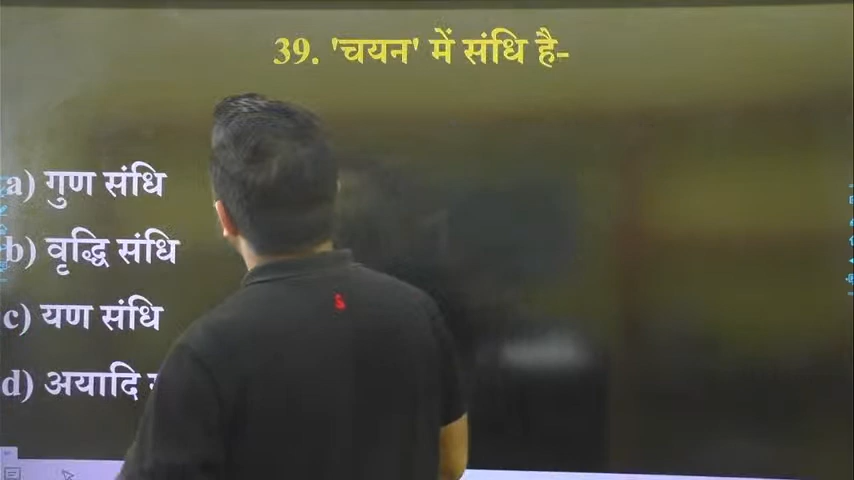 39. 'चयन' में संधि है-
a) गुण संधि
b) वृद्धि संधि
c) यण संधि
d) अयादि